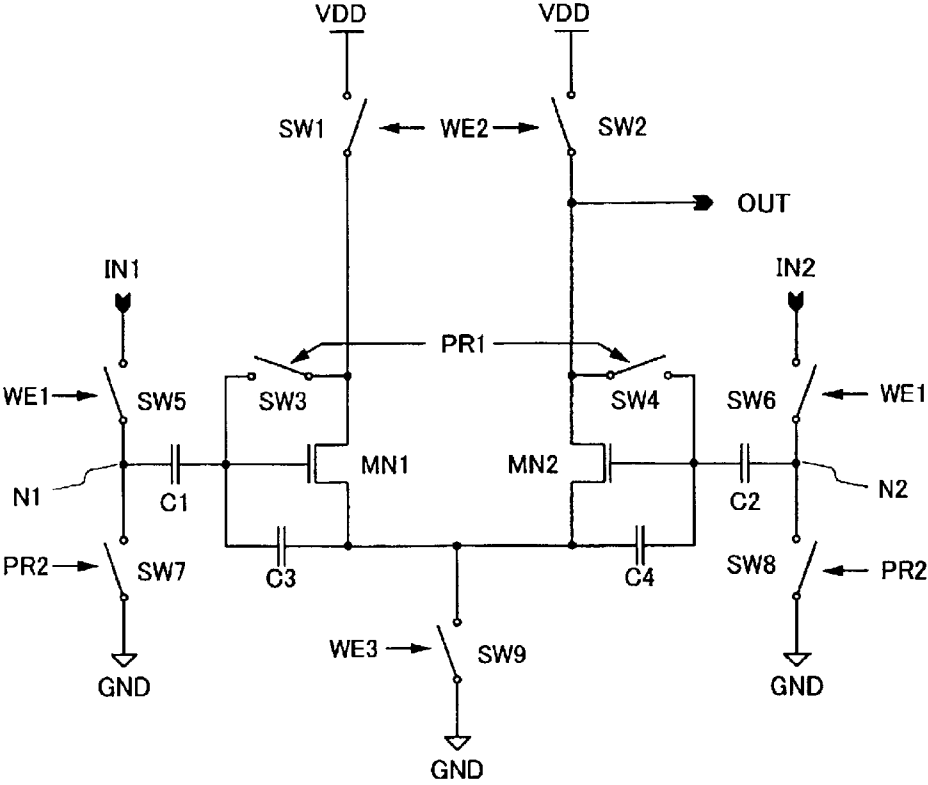 VDD VDD
SW1 WE2 SW2
OUT
IN1 IN2
PR1
WE1 SW5 SW3 SW4 SW6 WE1
MN1 MN2
N1 C1 C2 N2
PR2 SW7 C3 C4 SW8 PR2
WE3 SW9
GND GND
GND